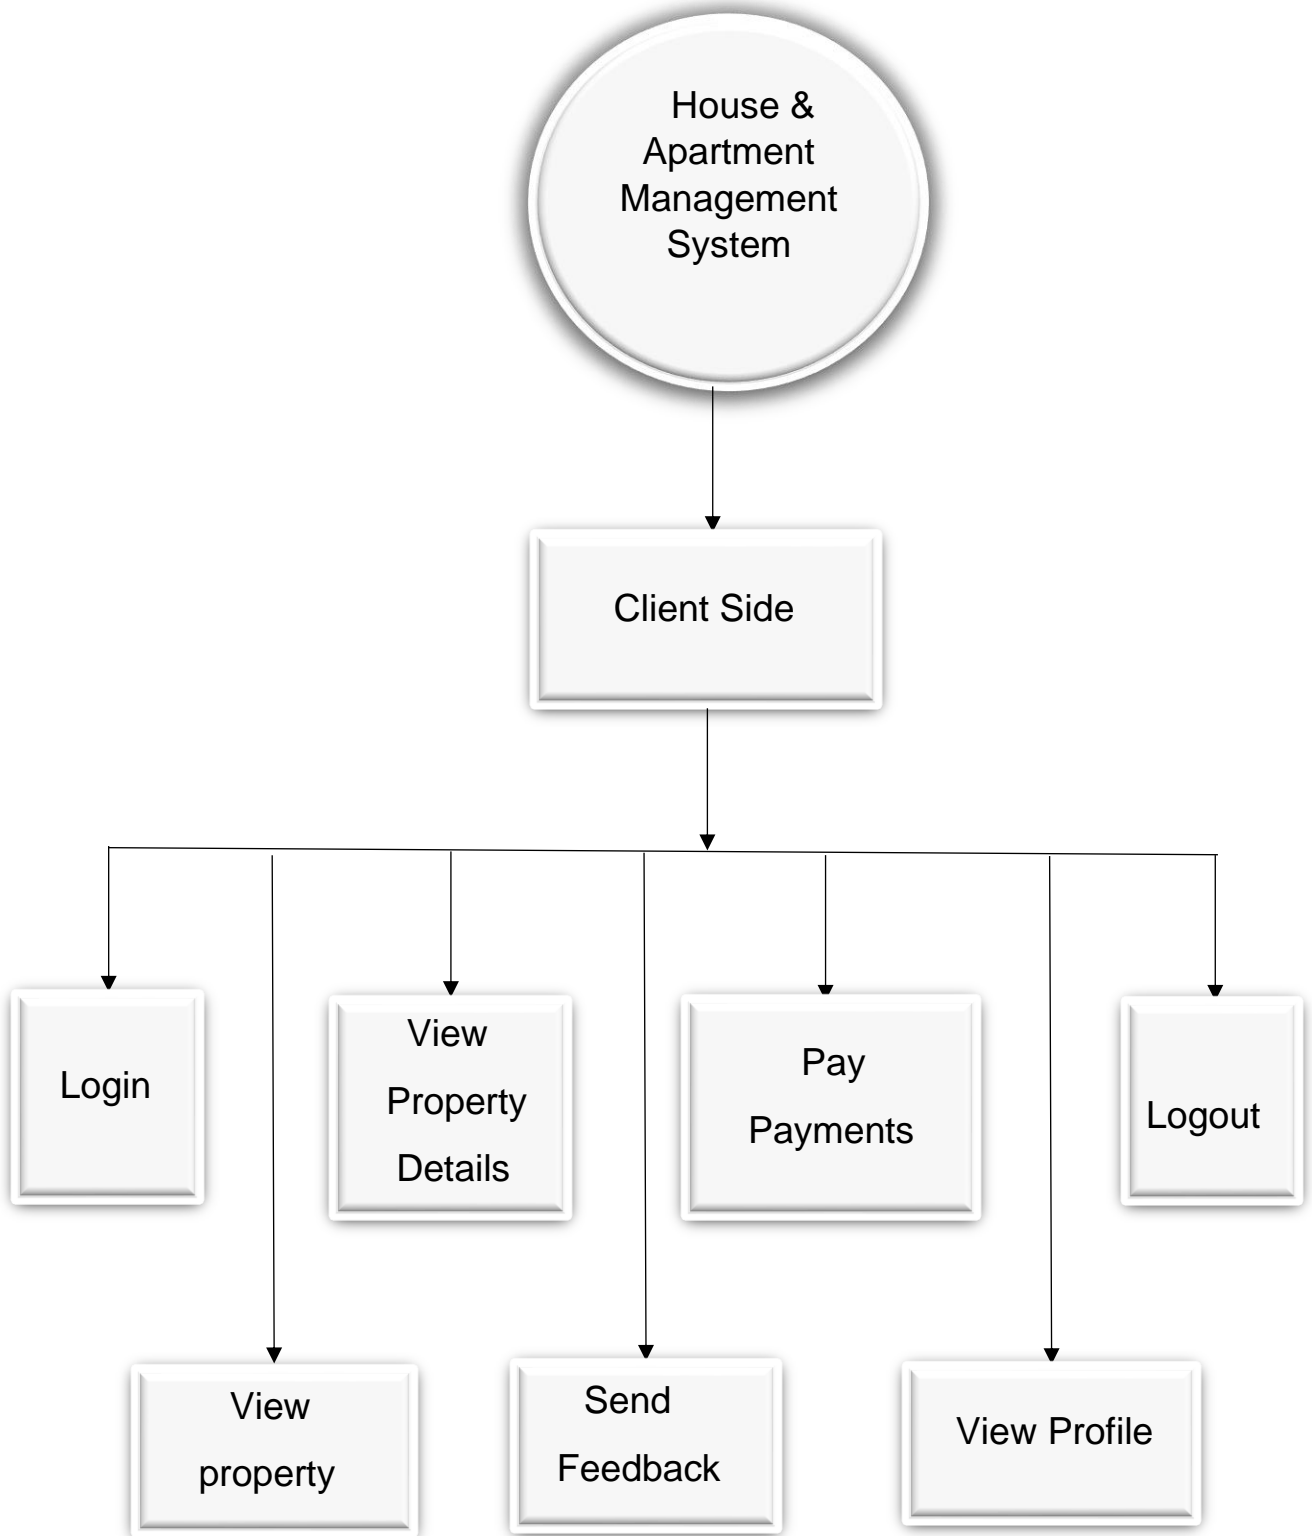 House &
Apartment
Management
System
Client Side
Login
View
Property
Details
Pay
Payments
Logout
View
property
Send
Feedback
View Profile